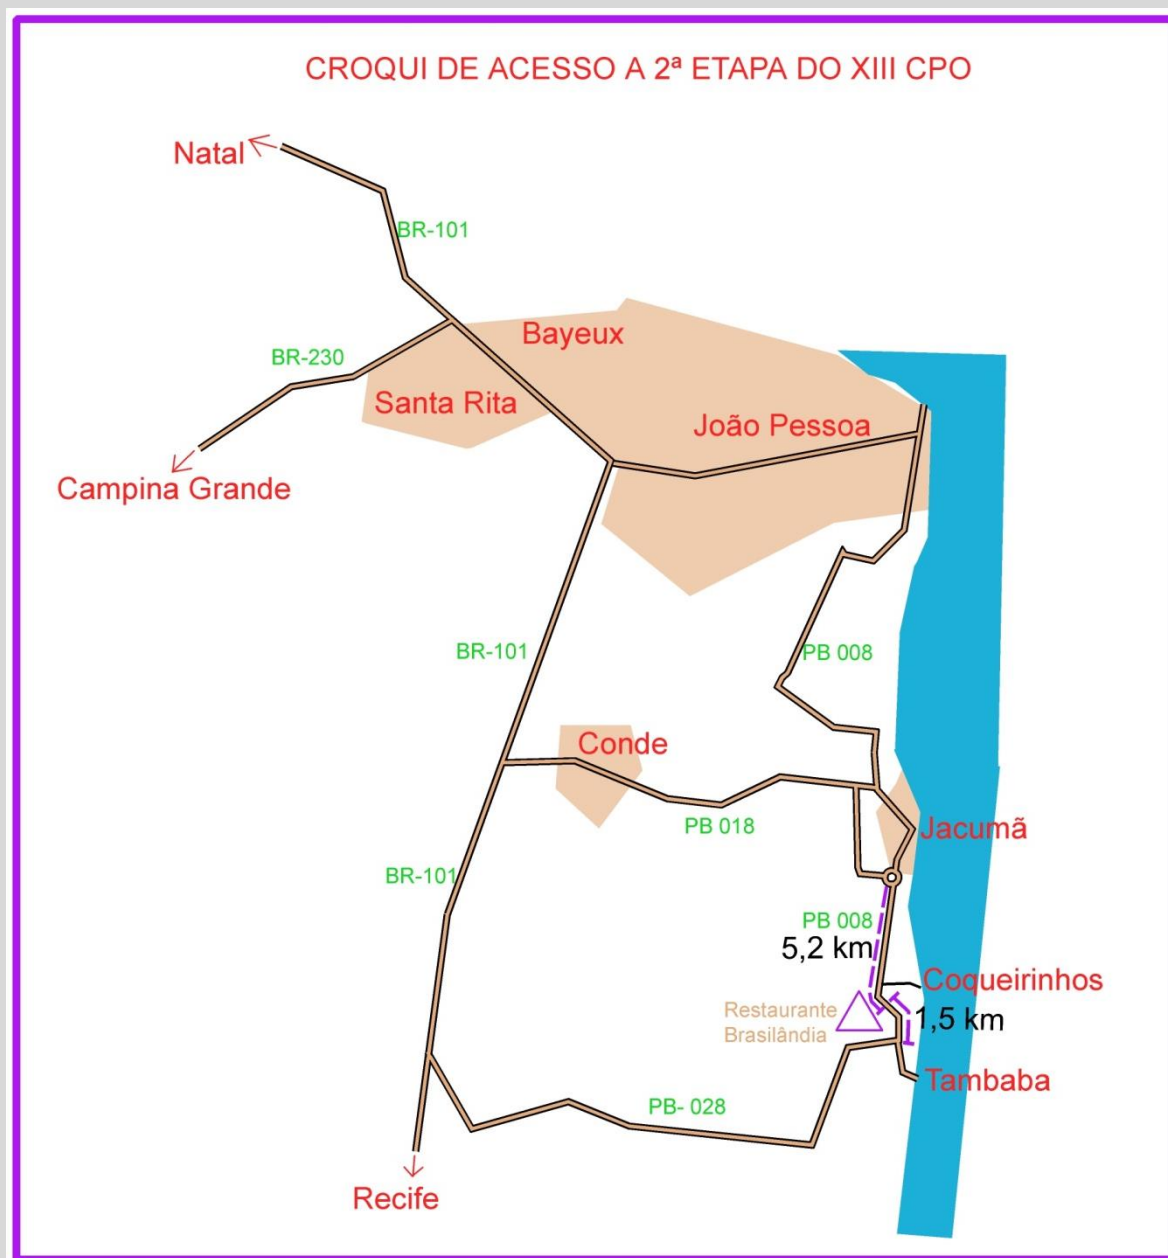 CROQUI DE ACESSO A 2ª ETAPA DO XIII CPO
Natal
BR-101
Bayeux
BR-230
Santa Rita
João Pessoa
Campina Grande
BR-101
PB 008
Conde
PB 018
Jacumã
BR-101
PB 008
5,2 km
Coqueirinhos
Restaurante
Brasilândia
1,5 km
Tambaba
PB- 028
Recife